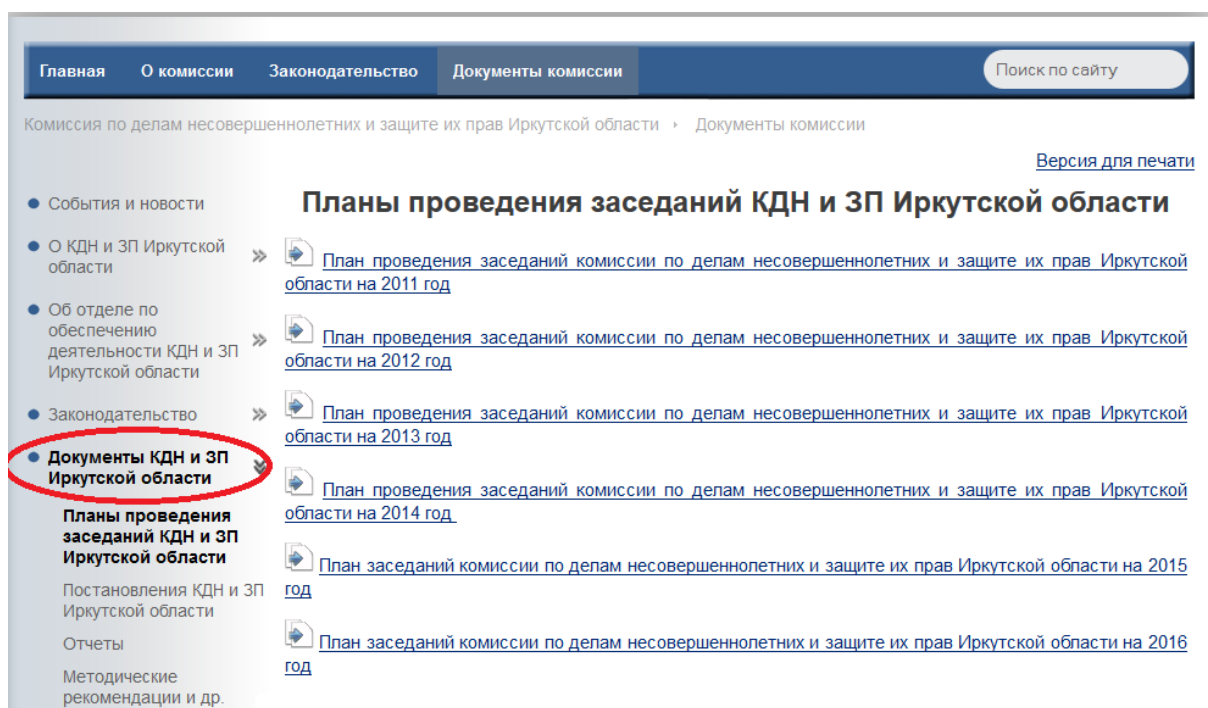 Главная О комиссии Законодательство Документы комиссии Поиск по сайту
Комиссия по делам несовершеннолетних и защите их прав Иркутской области Документы комиссии
Версия для печати
События и новости
О КДН и ЗП Иркутской
области
Об отделе по
обеспечению
деятельности КДН и ЗП
Иркутской области
Законодательство
Документы КДН и ЗП
Иркутской области
Планы проведения
заседаний КДН и ЗП
Иркутской области
Постановления КДН и ЗП
Иркутской области
Отчеты
Методические
рекомендации и др.
Планы проведения заседаний КДН и ЗП Иркутской области
План проведения заседаний комиссии по делам несовершеннолетних и защите их прав Иркутской
области на 2011 год
План проведения заседаний комиссии по делам несовершеннолетних и защите их прав Иркутской
области на 2012 год
План проведения заседаний комиссии по делам несовершеннолетних и защите их прав Иркутской
области на 2013 год
План проведения заседаний комиссии по делам несовершеннолетних и защите их прав Иркутской
области на 2014 год
План заседаний комиссии по делам несовершеннолетних и защите их прав Иркутской области на 2015
год
План заседаний комиссии по делам несовершеннолетних и защите их прав Иркутской области на 2016
год